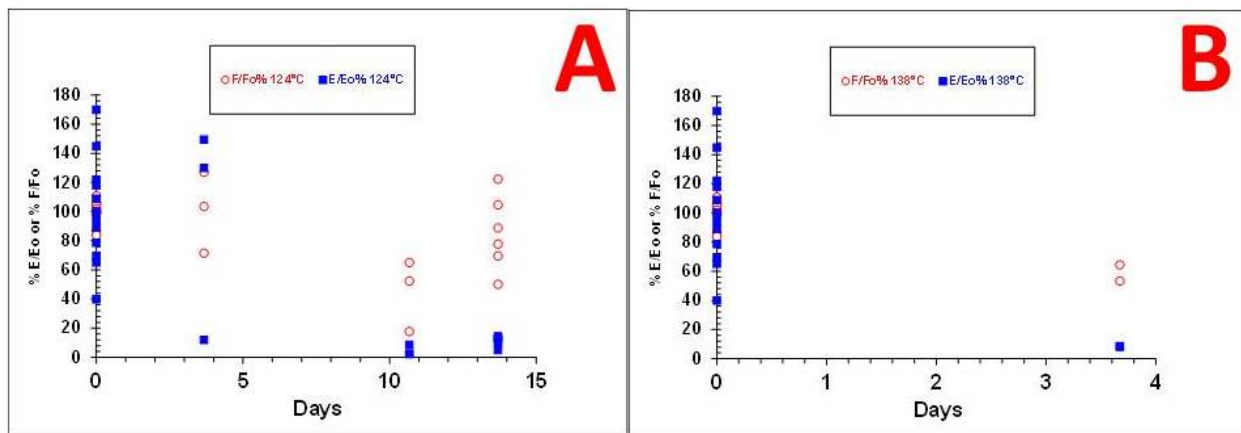 A
F/Fo% 124°C E/Eo% 124°C
180
160
140
120
100
80
60
40
20
0
% E/Eo or % F/Fo
0 5 10 15
Days
B
F/Fo% 138°C E/Eo% 138°C
180
160
140
120
100
80
60
40
20
0
% E/Eo or % F/Fo
0 1 2 3 4
Days